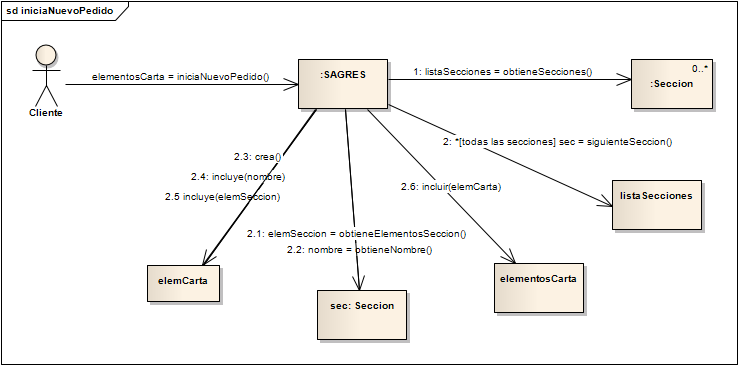 sd iniciaNuevoPedido
Cliente
elementosCarta = iniciaNuevoPedido()
:SAGRES
1: listaSecciones = obtieneSecciones()
0..*
:Seccion
2: *[todas las secciones] sec = siguienteSeccion()
listaSecciones
2.3: crea()
2.4: incluye(nombre)
2.5 incluye(elemSeccion)
2.6: incluir(elemCarta)
2.1: elemSeccion = obtieneElementosSeccion()
2.2: nombre = obtieneNombre()
elemCarta
sec: Seccion
elementosCarta